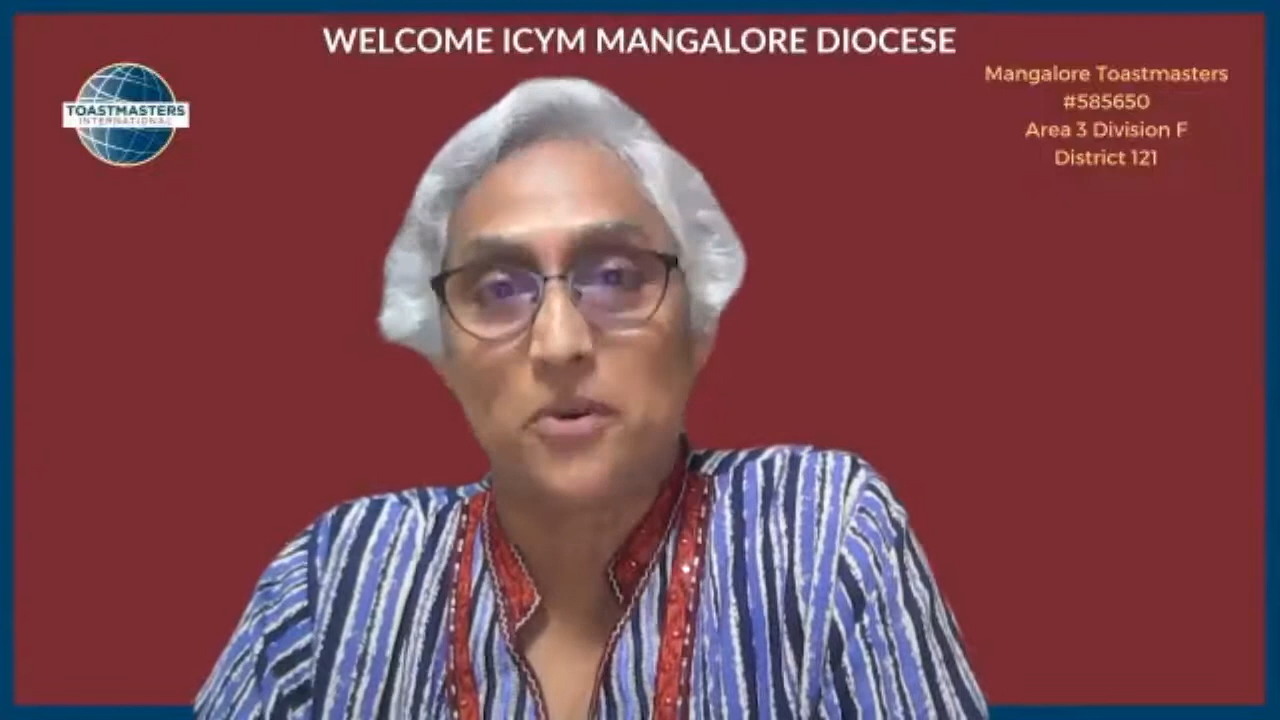 WELCOME ICYM MANGALORE DIOCESE
Mangalore Toastmasters
#585650
Area 3 Division F
District 121
TOASTMASTERS
INTERNATIONAL